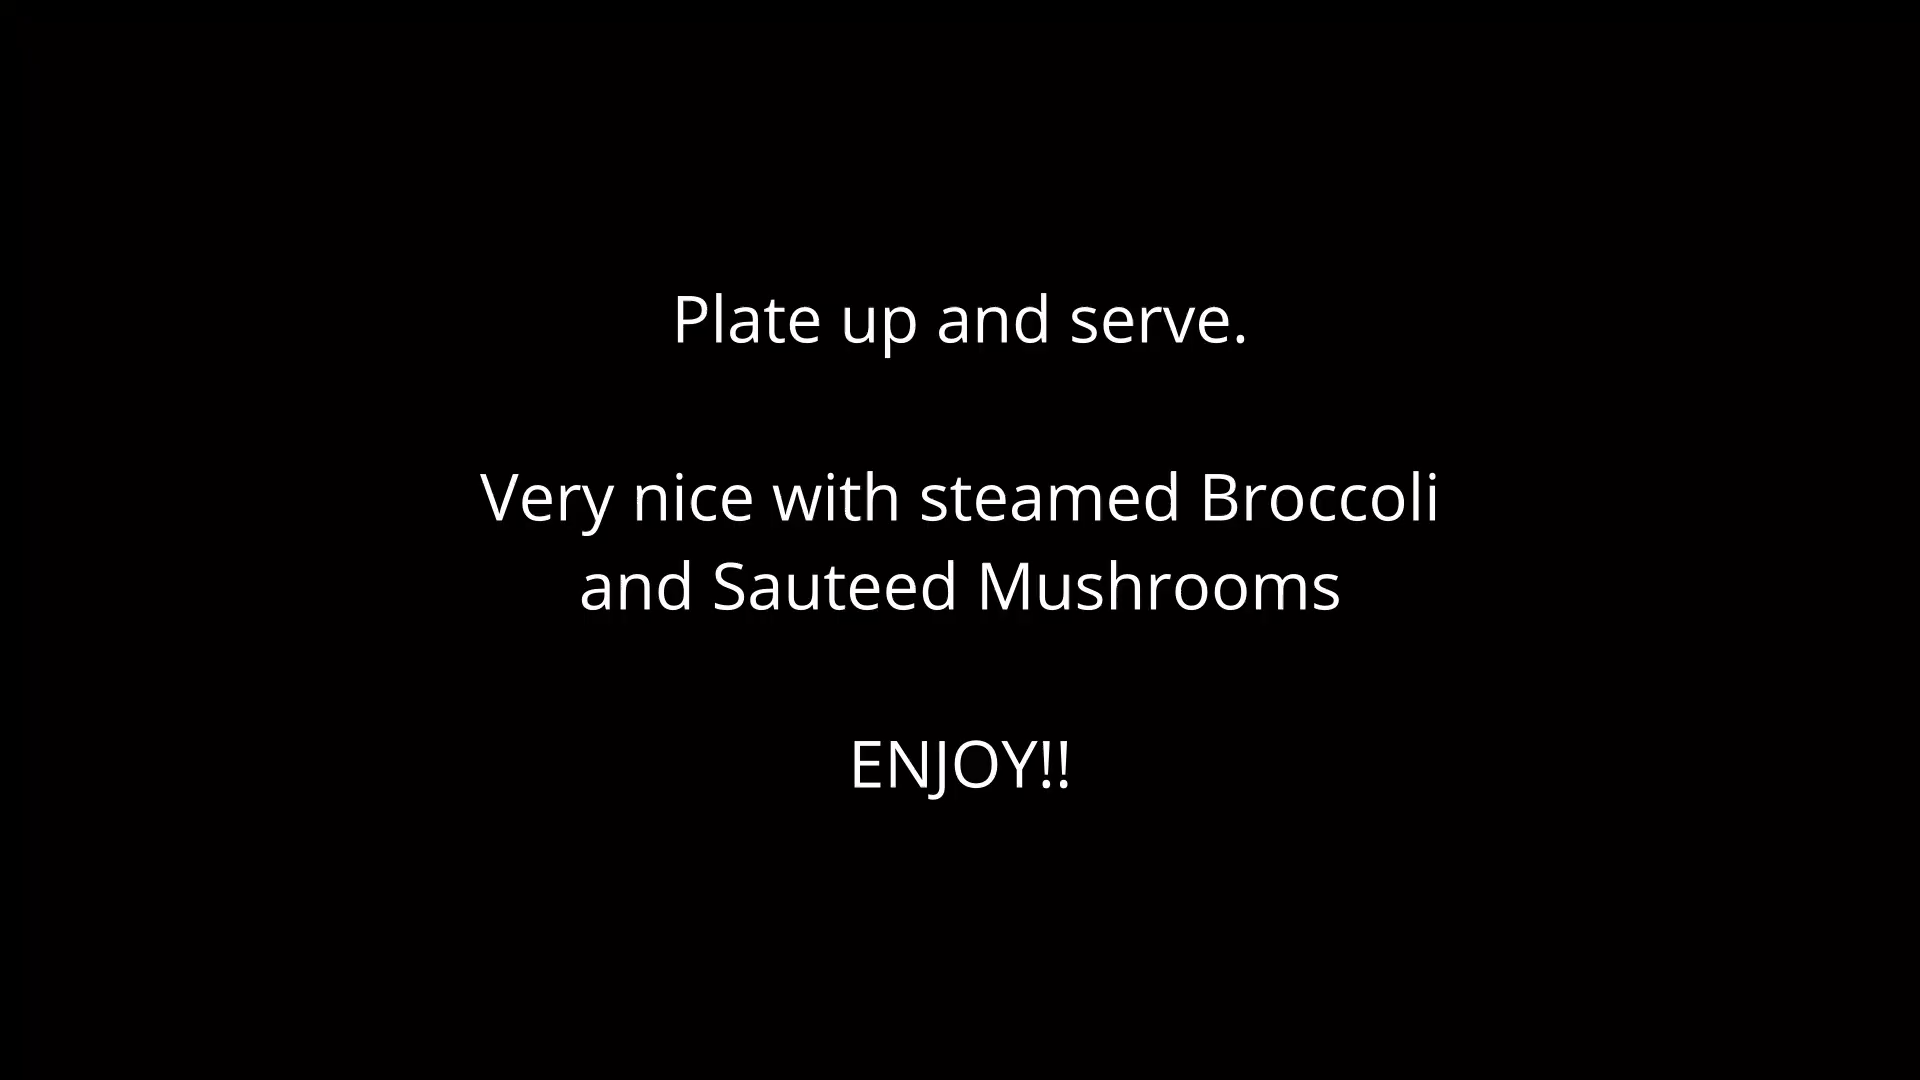 Plate up and serve.
Very nice with steamed Broccoli
and Sauteed Mushrooms
ENJOY!!